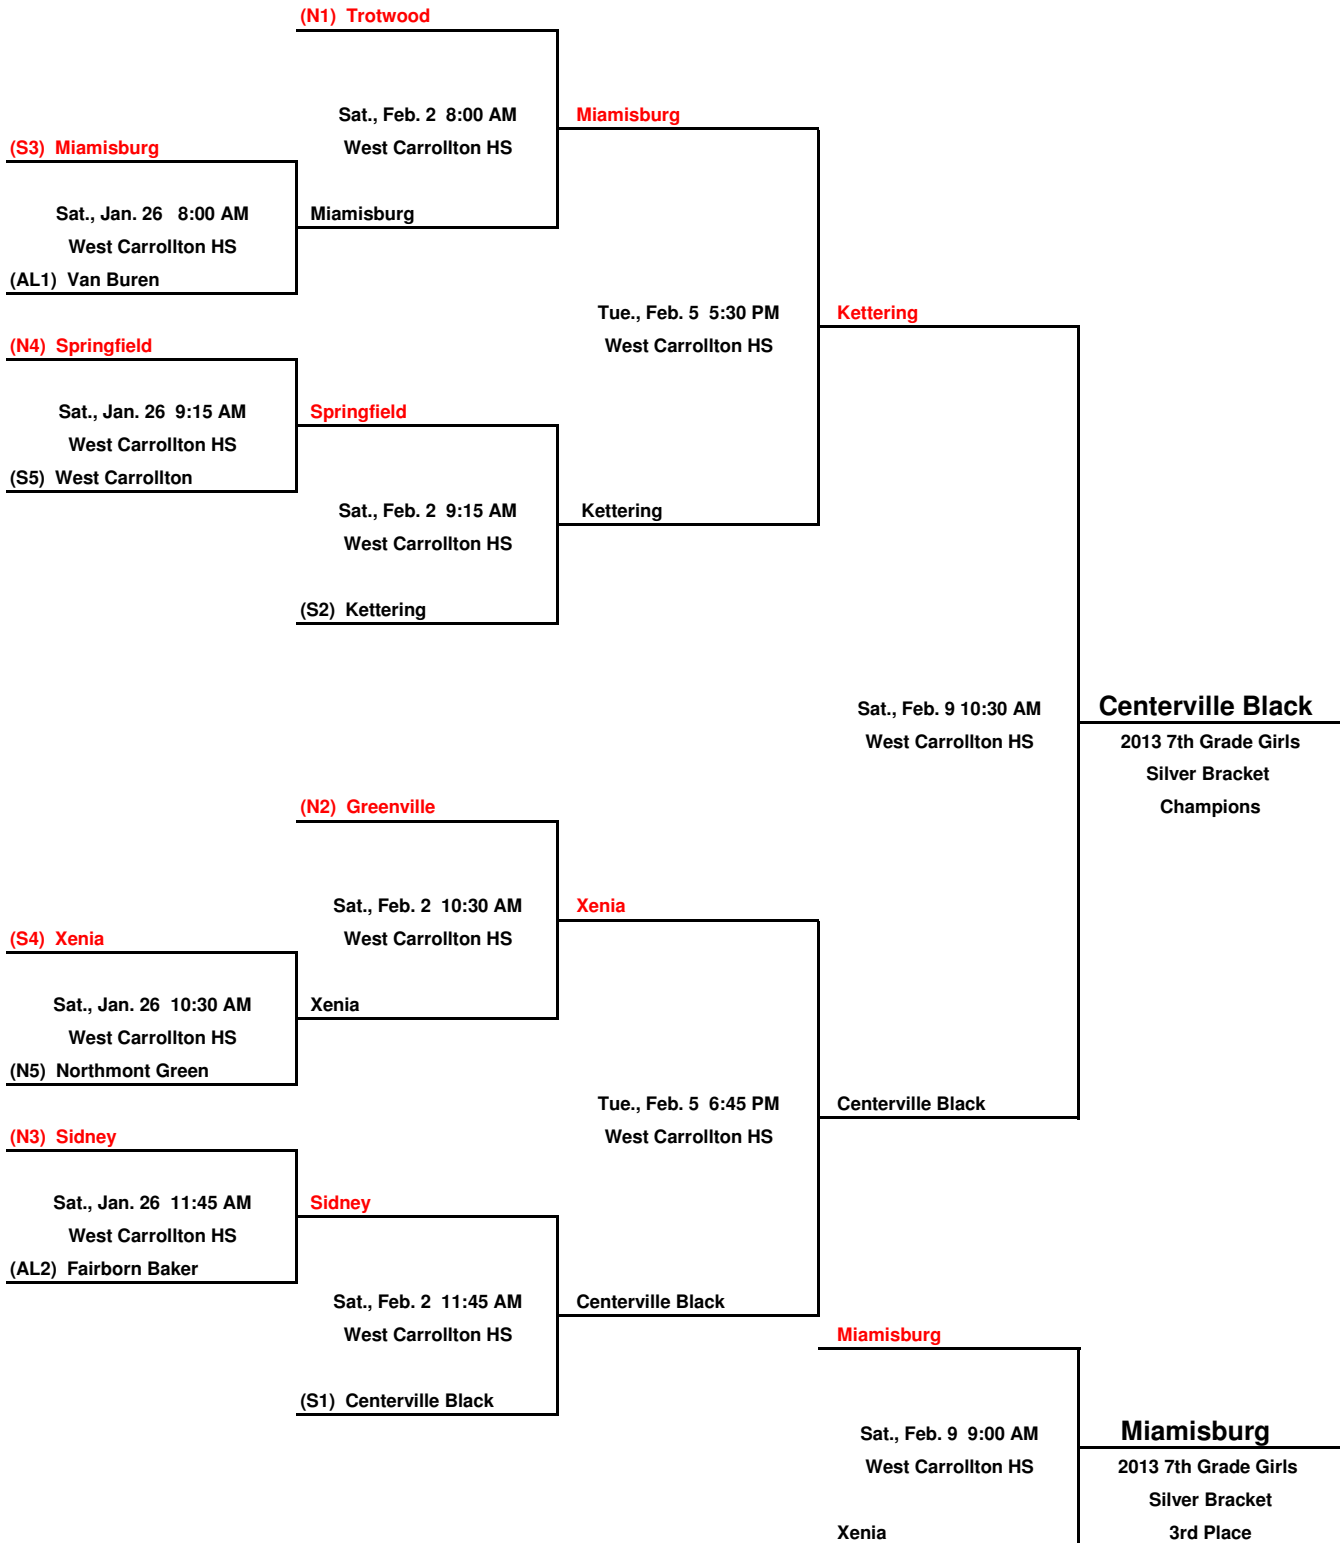 (N1) Trotwood
Sat., Feb. 2 8:00 AM
Miamisburg
(S3) Miamisburg
West Carrollton HS
Sat., Jan. 26 8:00 AM
Miamisburg
West Carrollton HS
(AL1) Van Buren
Tue., Feb. 5 5:30 PM
Kettering
(N4) Springfield
West Carrollton HS
Sat., Jan. 26 9:15 AM
Springfield
West Carrollton HS
(S5) West Carrollton
Sat., Feb. 2 9:15 AM
Kettering
West Carrollton HS
(S2) Kettering
Sat., Feb. 9 10:30 AM
Centerville Black
West Carrollton HS
2013 7th Grade Girls
Silver Bracket
Champions
(N2) Greenville
Sat., Feb. 2 10:30 AM
Xenia
(S4) Xenia
West Carrollton HS
Sat., Jan. 26 10:30 AM
Xenia
West Carrollton HS
(N5) Northmont Green
Tue., Feb. 5 6:45 PM
Centerville Black
(N3) Sidney
West Carrollton HS
Sat., Jan. 26 11:45 AM
Sidney
West Carrollton HS
(AL2) Fairborn Baker
Sat., Feb. 2 11:45 AM
Centerville Black
West Carrollton HS
Miamisburg
(S1) Centerville Black
Sat., Feb. 9 9:00 AM
Miamisburg
West Carrollton HS
2013 7th Grade Girls
Silver Bracket
Xenia
3rd Place